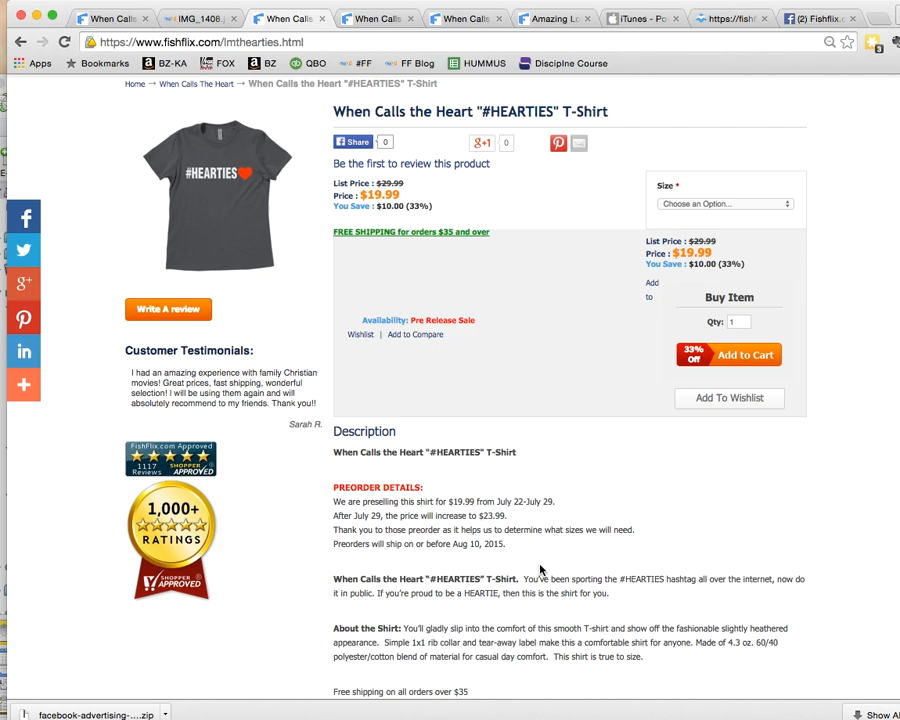 When Calls
IMG_1408.j
When Calls
When Calls
When Calls
Amazing Lo
iTunes - Po
https://fish
(2) Fishflix.c
https://www.fishflix.com/lmthearties.html
3
Apps
Bookmarks
BZ-KA
FOX
BZ
QBO
#FF
FF Blog
HUMMUS
Discipline Course
Home → When Calls The Heart → When Calls the Heart "#HEARTIES" T-Shirt
When Calls the Heart "#HEARTIES" T-Shirt
Share 0
g+1 0
Be the first to review this product
List Price : $29.99
Price : $19.99
You Save : $10.00 (33%)
FREE SHIPPING for orders $35 and over
Size *
Choose an Option...
List Price : $29.99
Price : $19.99
You Save : $10.00 (33%)
Add
to
Buy Item
Qty: 1
33%
Off
Add to Cart
Add To Wishlist
Availability: Pre Release Sale
Wishlist | Add to Compare
#HEARTIES
Write A review
Customer Testimonials:
I had an amazing experience with family Christian
movies! Great prices, fast shipping, wonderful
selection! I will be using them again and will
absolutely recommend to my friends. Thank you!!
Sarah R.
FishFlix.com Approved
1117
Reviews
SHOPPER
APPROVED
1,000+
RATINGS
SHOPPER
APPROVED
Description
When Calls the Heart "#HEARTIES" T-Shirt
PREORDER DETAILS:
We are preselling this shirt for $19.99 from July 22-July 29.
After July 29, the price will increase to $23.99.
Thank you to those preorder as it helps us to determine what sizes we will need.
Preorders will ship on or before Aug 10, 2015.
When Calls the Heart "#HEARTIES" T-Shirt. You've been sporting the #HEARTIES hashtag all over the internet, now do
it in public. If you're proud to be a HEARTIE, then this is the shirt for you.
About the Shirt: You'll gladly slip into the comfort of this smooth T-shirt and show off the fashionable slightly heathered
appearance. Simple 1x1 rib collar and tear-away label make this a comfortable shirt for anyone. Made of 4.3 oz. 60/40
polyester/cotton blend of material for casual day comfort. This shirt is true to size.
Free shipping on all orders over $35
facebook-advertising-....zip
Show Al